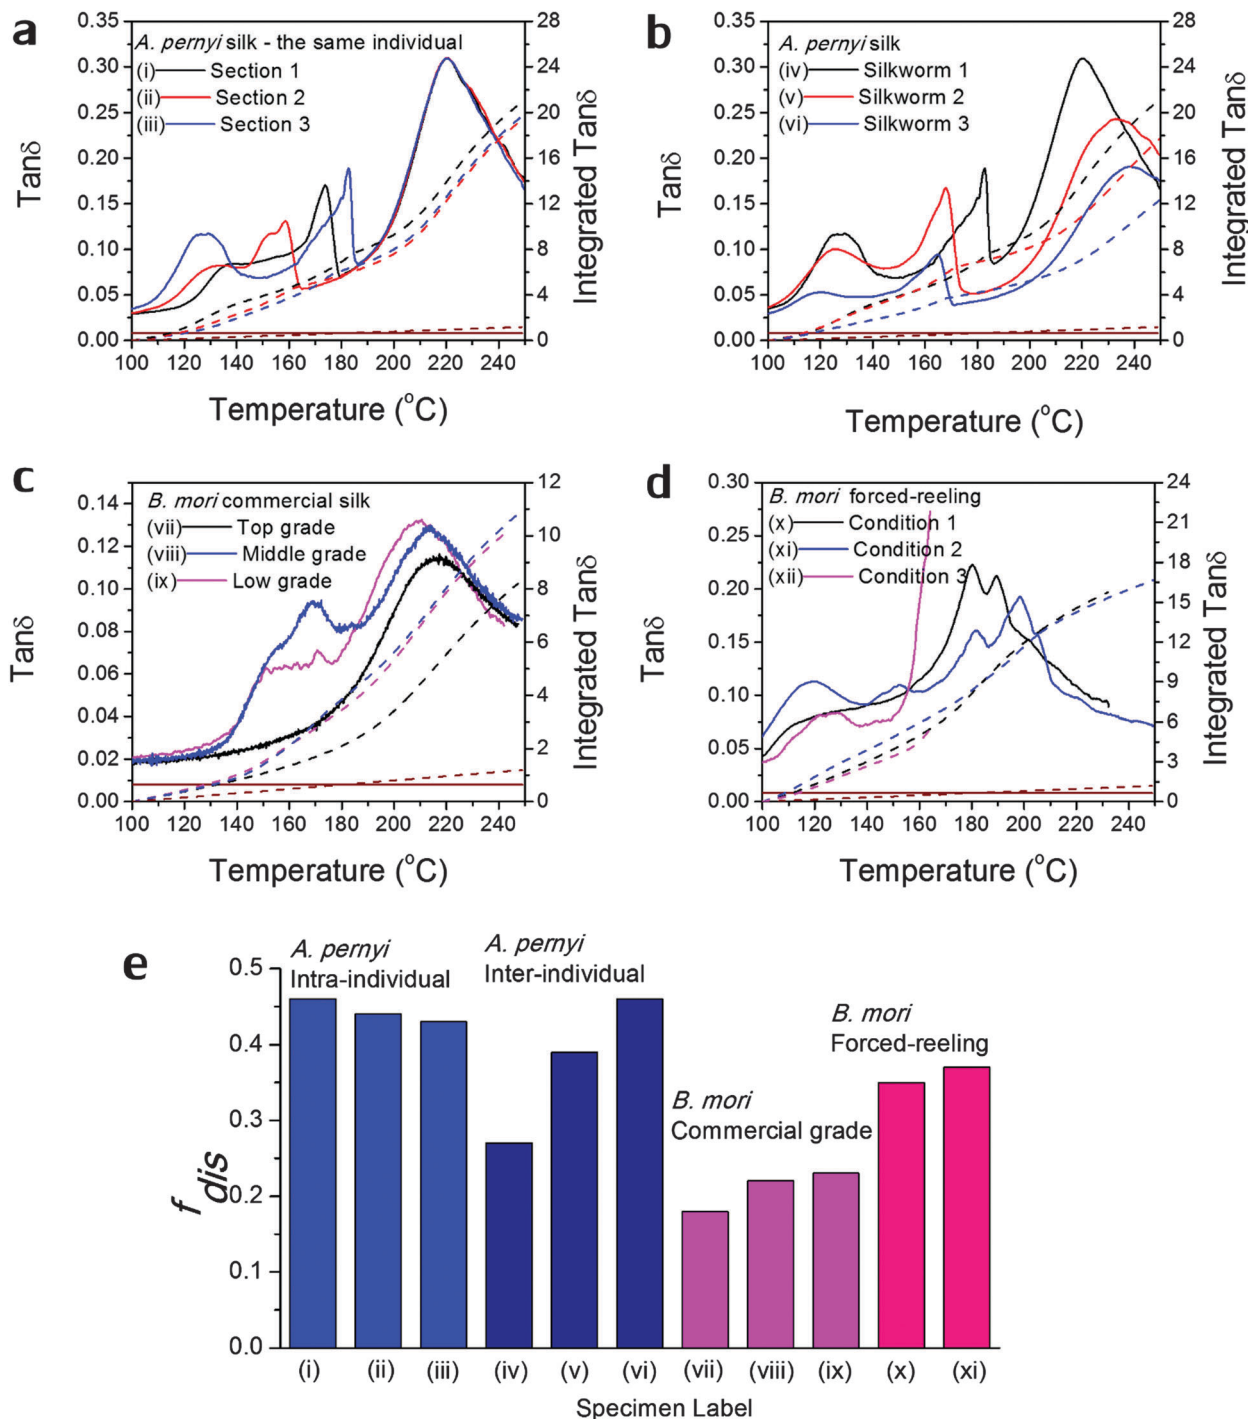 a
A. pernyi silk - the same individual
(i) Section 1
(ii) Section 2
(iii) Section 3
0.35
0.30
0.25
0.20
0.15
0.10
0.05
0.00
Tanδ
28
24
20
16
12
8
4
0
Integrated Tanδ
100 120 140 160 180 200 220 240
Temperature (°C)
b
A. pernyi silk
(iv) Silkworm 1
(v) Silkworm 2
(vi) Silkworm 3
0.35
0.30
0.25
0.20
0.15
0.10
0.05
0.00
Tanδ
28
24
20
16
12
8
4
0
Integrated Tanδ
100 120 140 160 180 200 220 240
Temperature (°C)
c
B. mori commercial silk
(vii) Top grade
(viii) Middle grade
(ix) Low grade
0.14
0.12
0.10
0.08
0.06
0.04
0.02
0.00
Tanδ
12
10
8
6
4
2
0
Integrated Tanδ
100 120 140 160 180 200 220 240
Temperature (°C)
d
B. mori forced-reeling
(x) Condition 1
(xi) Condition 2
(xii) Condition 3
0.30
0.25
0.20
0.15
0.10
0.05
0.00
Tanδ
24
21
18
15
12
9
6
3
0
Integrated Tanδ
100 120 140 160 180 200 220 240
Temperature (°C)
e
A. pernyi
Intra-individual
A. pernyi
Inter-individual
B. mori
Commercial grade
B. mori
Forced-reeling
0.5
0.4
0.3
0.2
0.1
0.0
f dis
(i) (ii) (iii) (iv) (v) (vi) (vii) (viii) (ix) (x) (xi)
Specimen Label